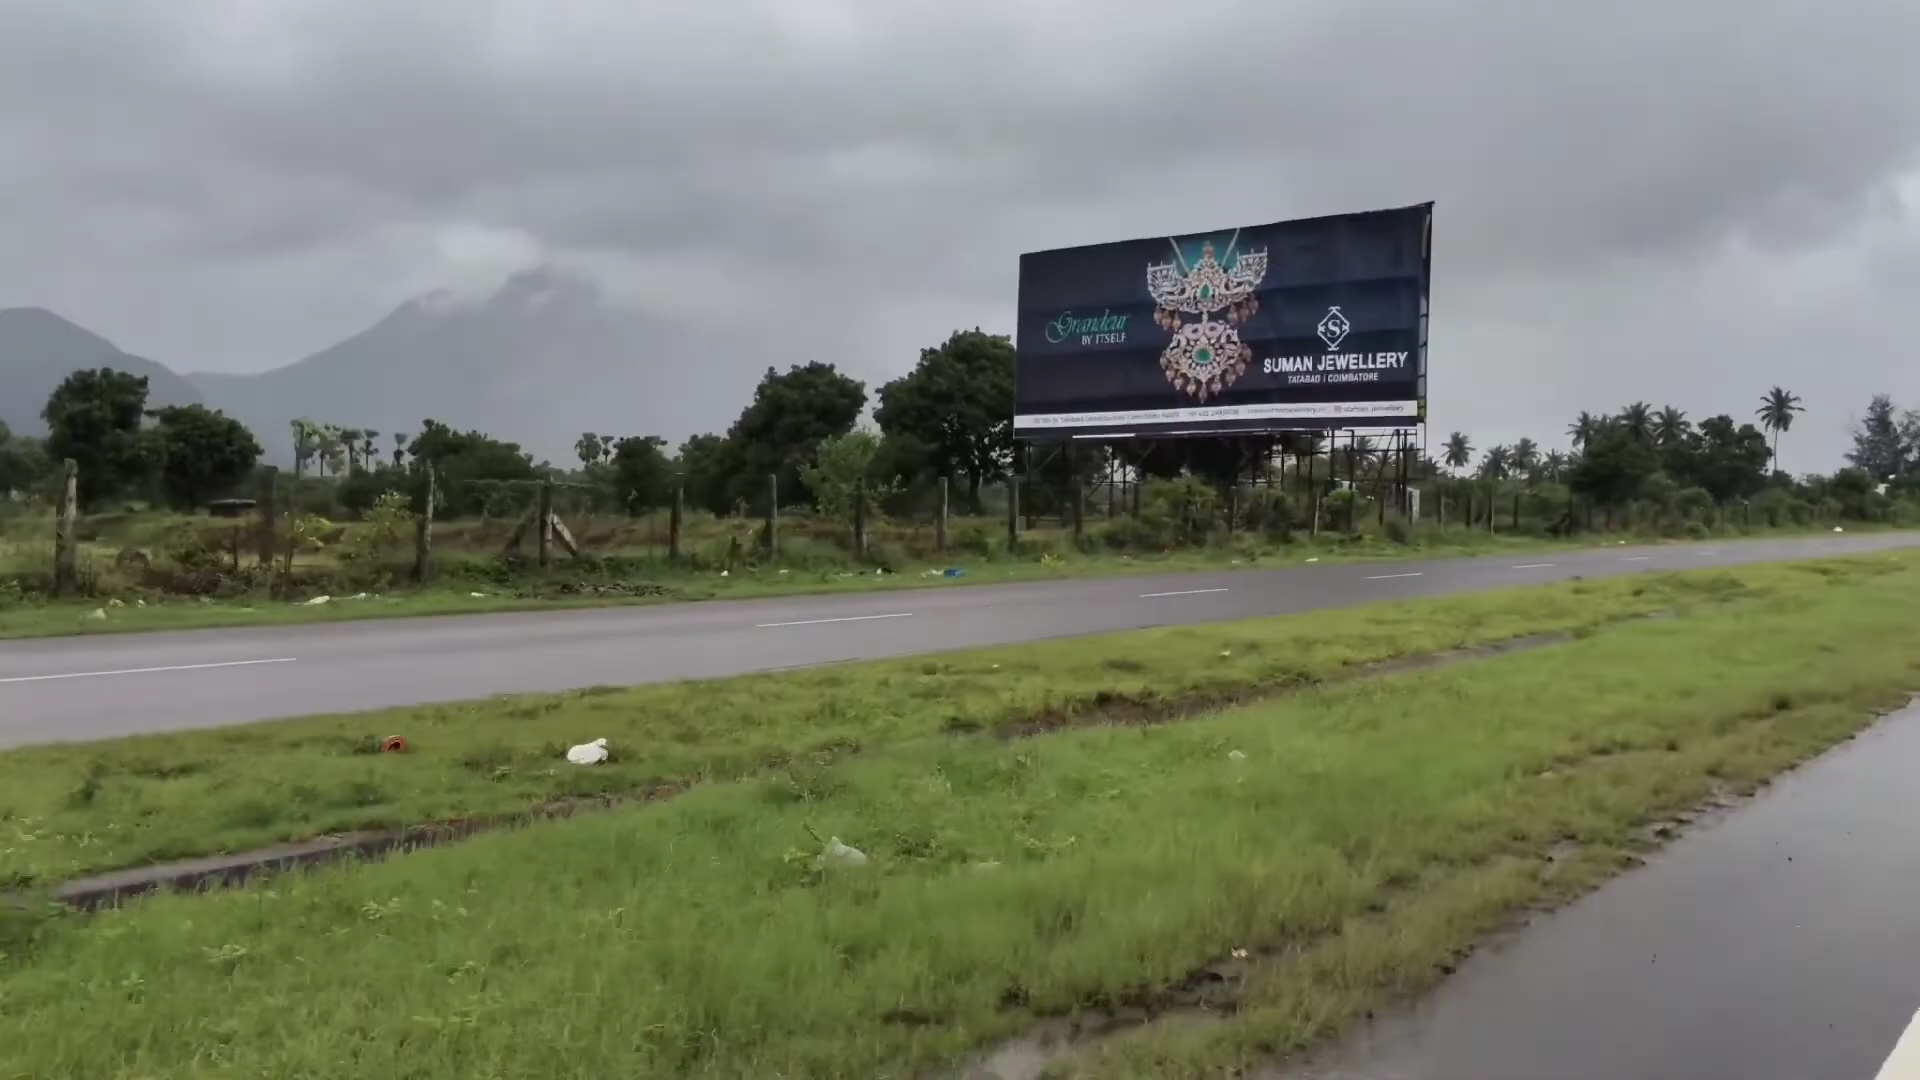 Grandeur
BY ITSELF
S
SUMAN JEWELLERY
TATABAD | COIMBATORE